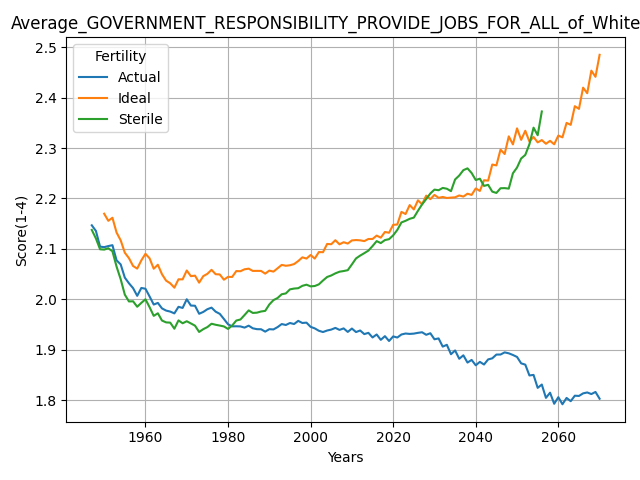 Average_GOVERNMENT_RESPONSIBILITY_PROVIDE_JOBS_FOR_ALL_of_White
Fertility
Actual
Ideal
Sterile
Score(1-4)
2.5
2.4
2.3
2.2
2.1
2.0
1.9
1.8
1960 1980 2000 2020 2040 2060
Years